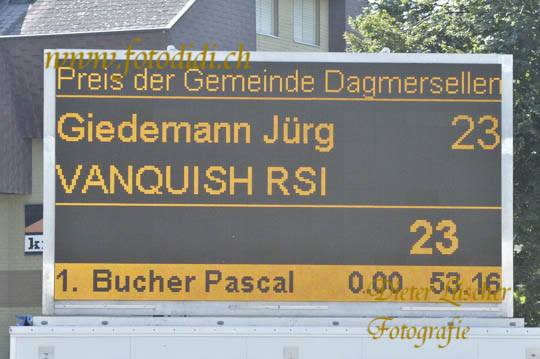 www.fotodidi.ch
Preis der Gemeinde Dagmersellen
Giedemann Jürg 23
VANQUISH RSI
23
1. Bucher Pascal 0.00 53.16
Dieter Lüscher
Fotografie